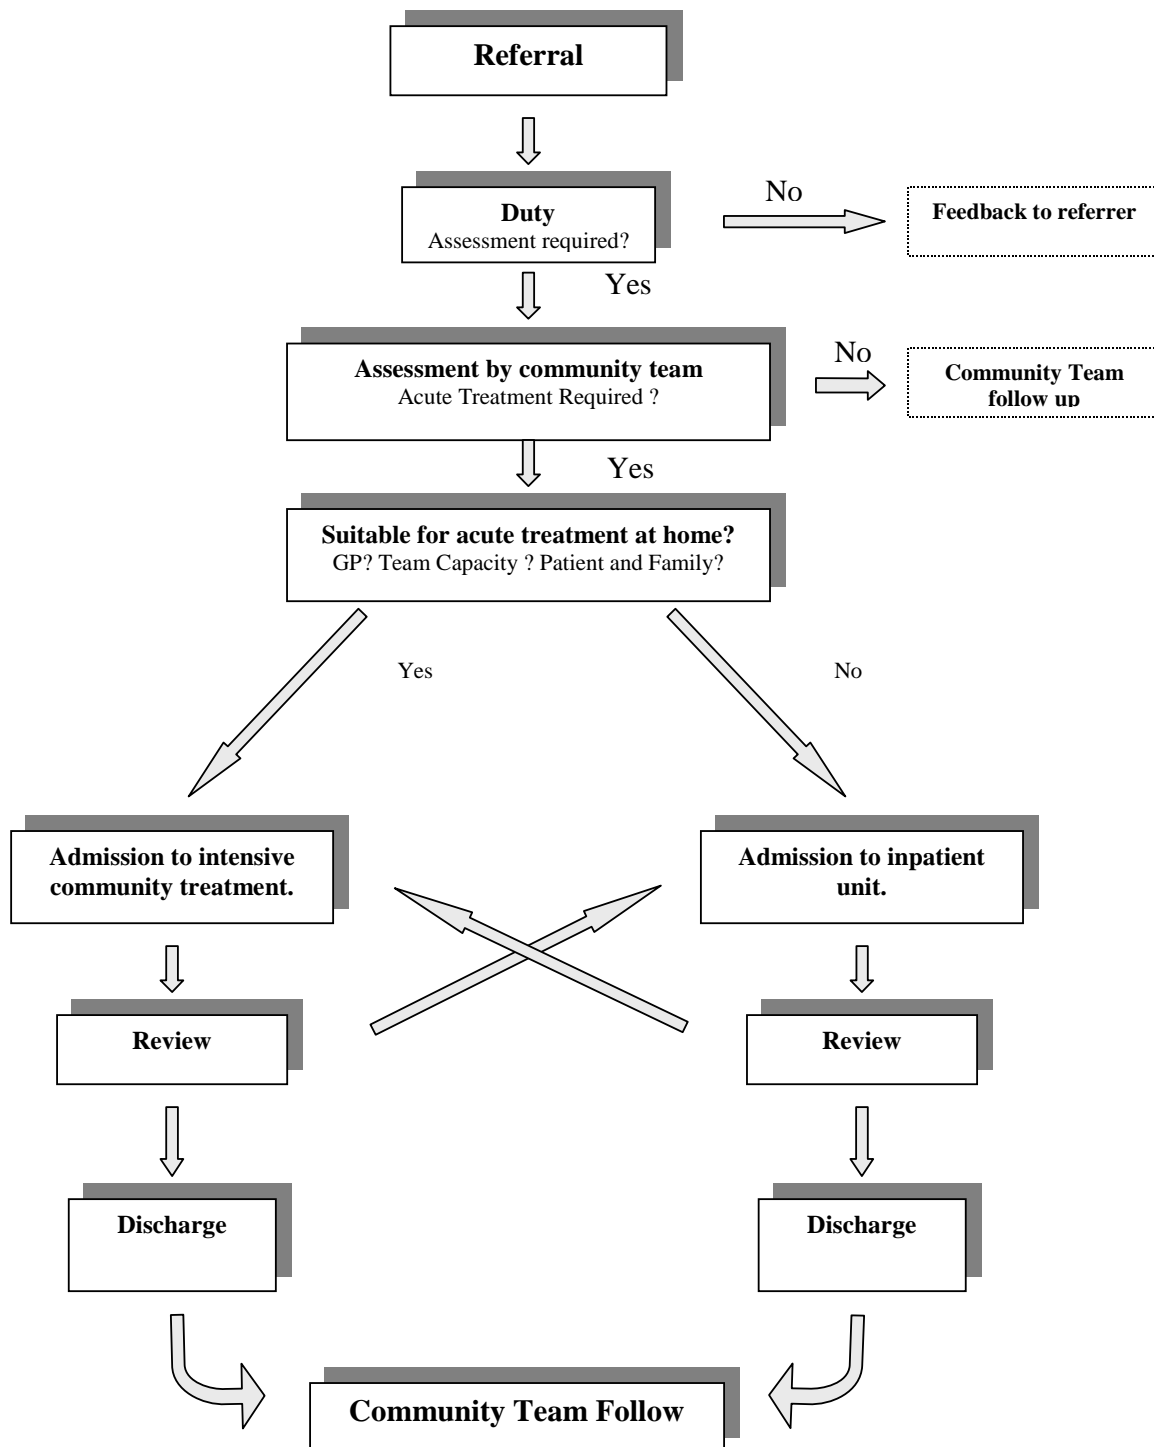 Referral
Duty
Assessment required?
No
Feedback to referrer
Yes
Assessment by community team
Acute Treatment Required ?
No
Community Team
follow up
Yes
Suitable for acute treatment at home?
GP? Team Capacity ? Patient and Family?
Yes
No
Admission to intensive
community treatment.
Admission to inpatient
unit.
Review
Review
Discharge
Discharge
Community Team Follow